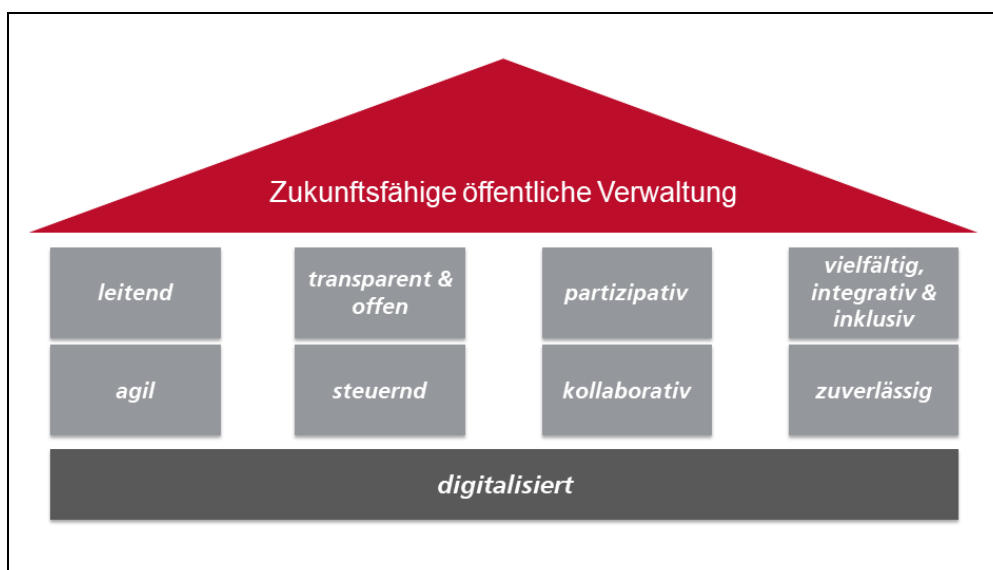 Zukunftsfähige öffentliche Verwaltung
leitend
transparent &
offen
partizipativ
vielfältig,
integrativ &
inklusiv
agil
steuernd
kollaborativ
zuverlässig
digitalisiert